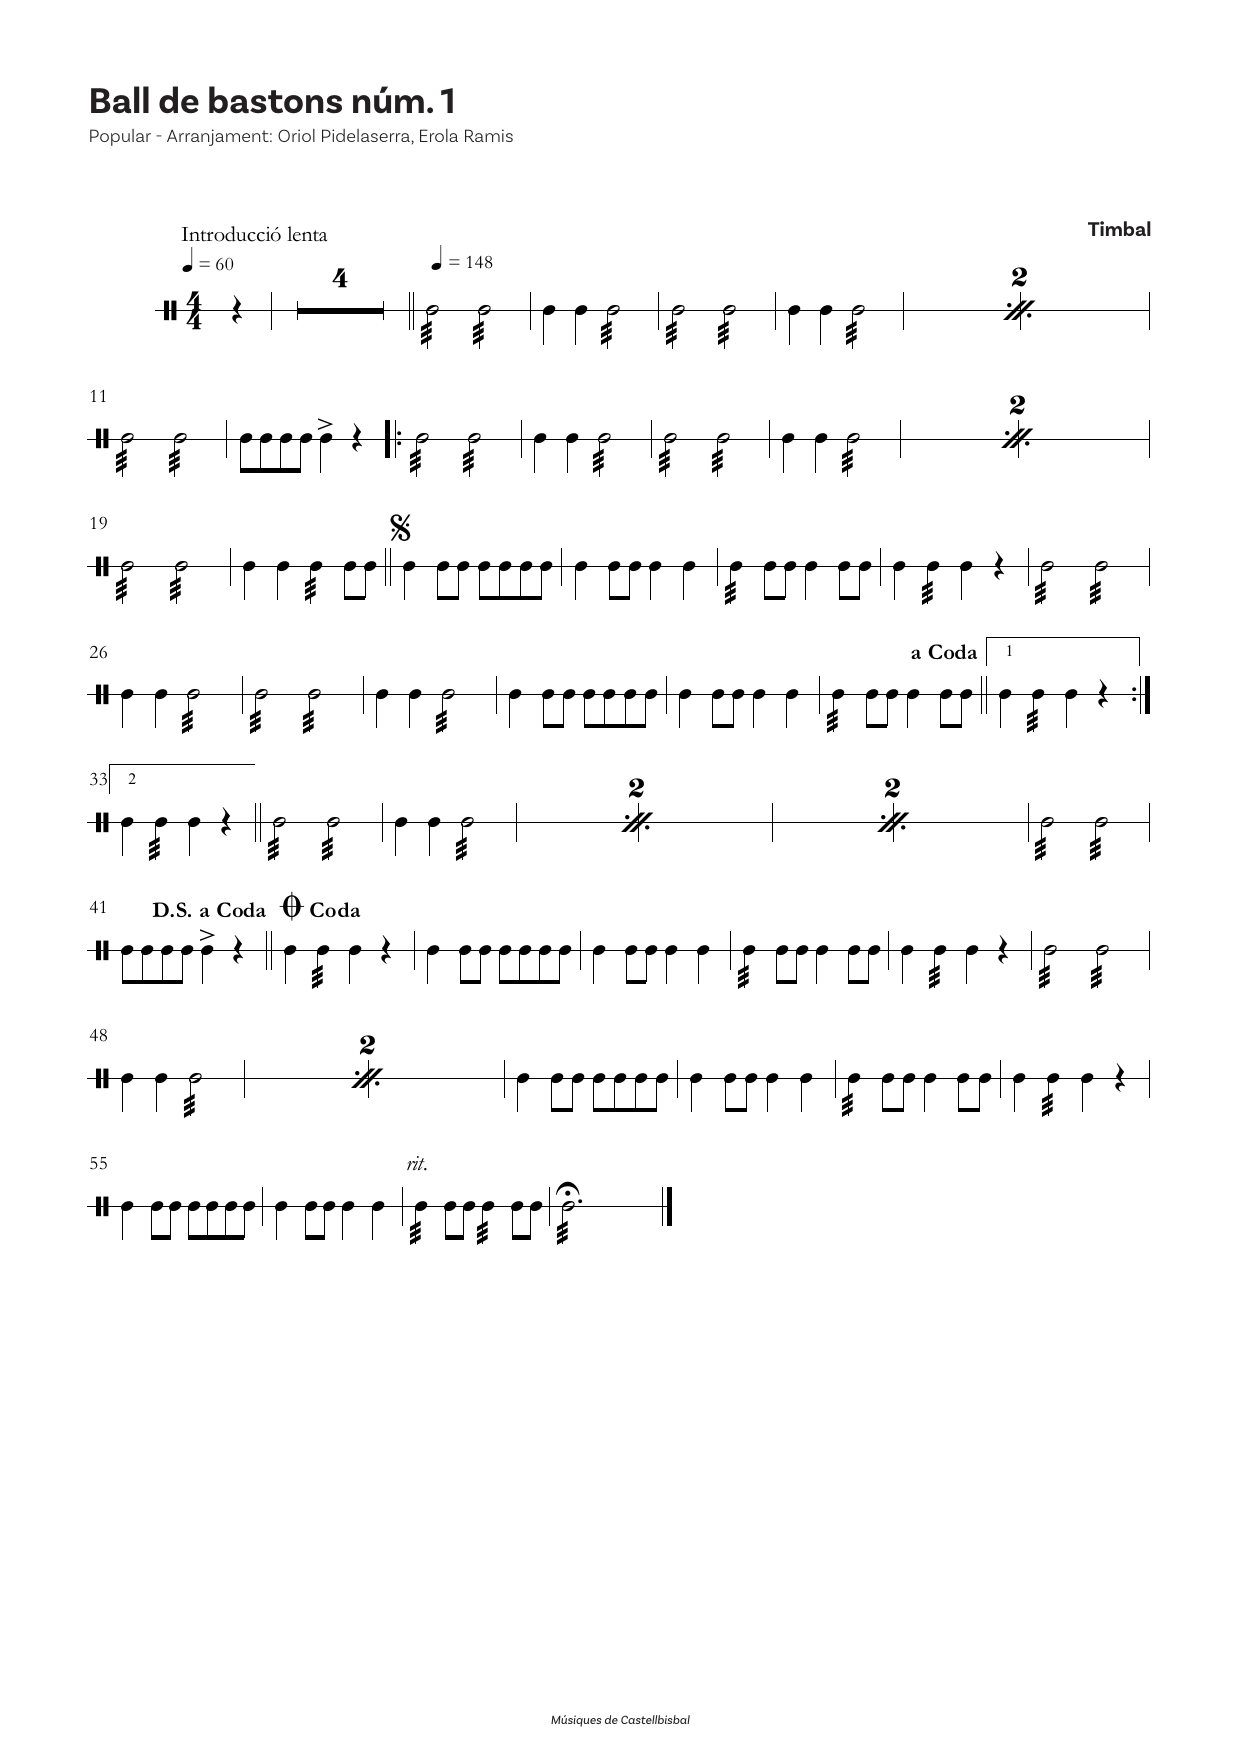 Ball de bastons núm. 1
Popular - Arranjament: Oriol Pidelaserra, Erola Ramis
Timbal
Introducció lenta
= 60
4
= 148
2
4
4
11
2
19
26
a Coda
1
33
2
2
2
41
D.S. a Coda
Coda
48
2
55
rit.
Músiques de Castellbisbal